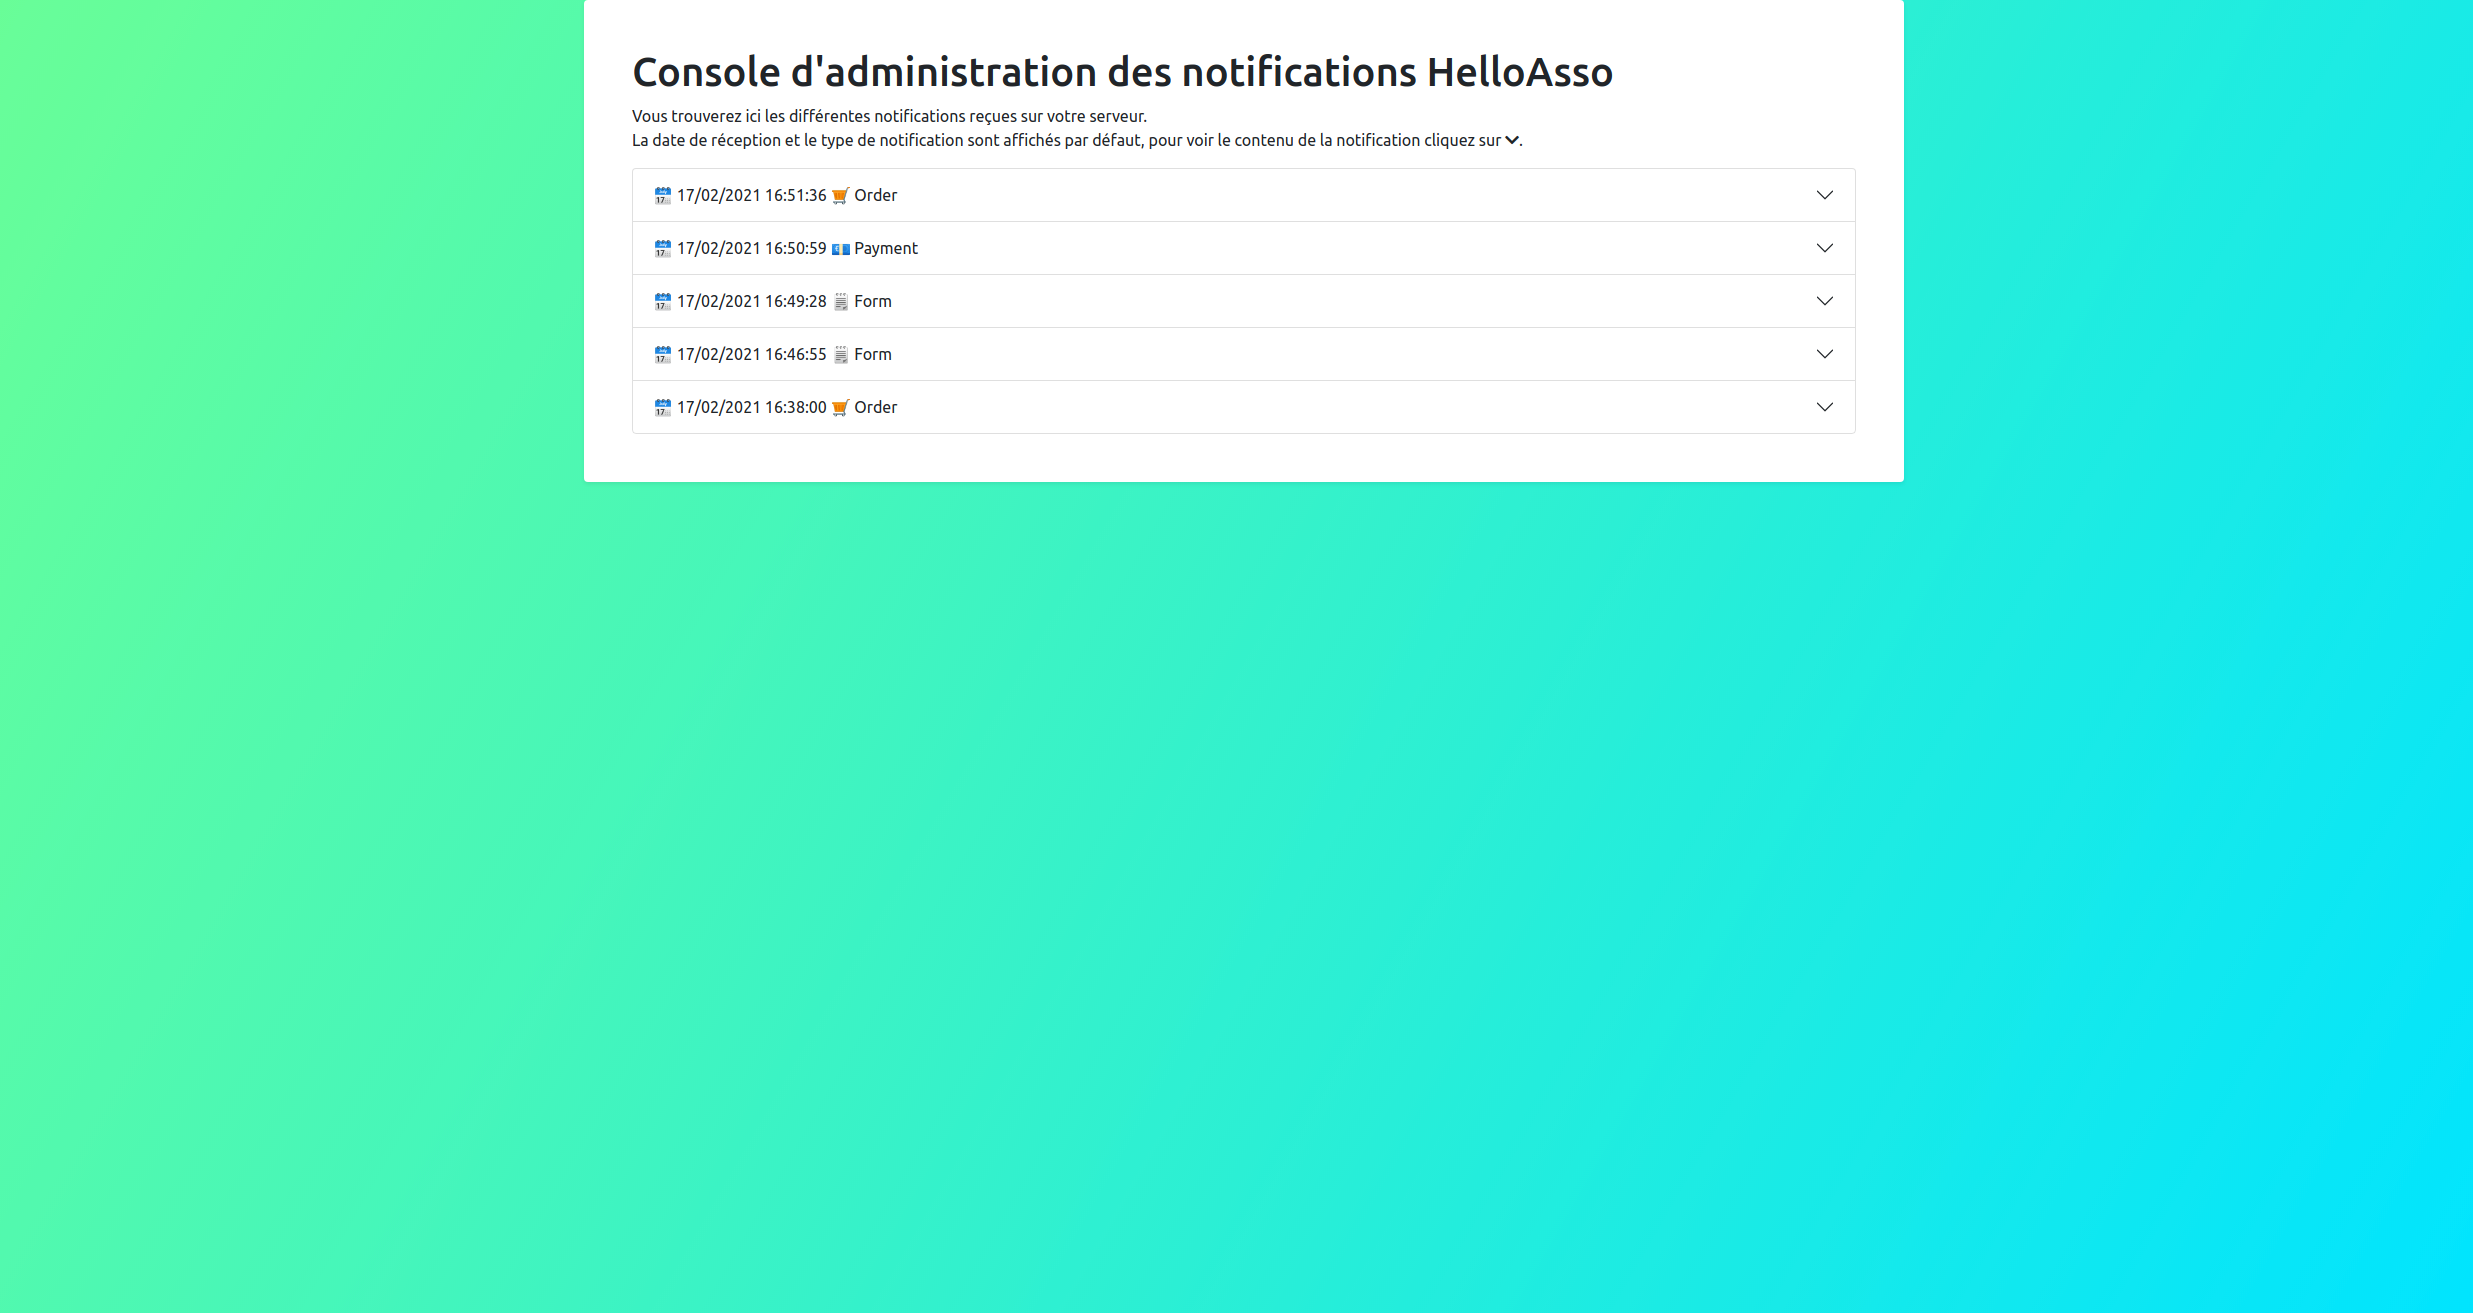 Console d'administration des notifications HelloAsso
Vous trouverez ici les différentes notifications reçues sur votre serveur.
La date de réception et le type de notification sont affichés par défaut, pour voir le contenu de la notification cliquez sur .
17/02/2021 16:51:36 Order
17/02/2021 16:50:59 Payment
17/02/2021 16:49:28 Form
17/02/2021 16:46:55 Form
17/02/2021 16:38:00 Order